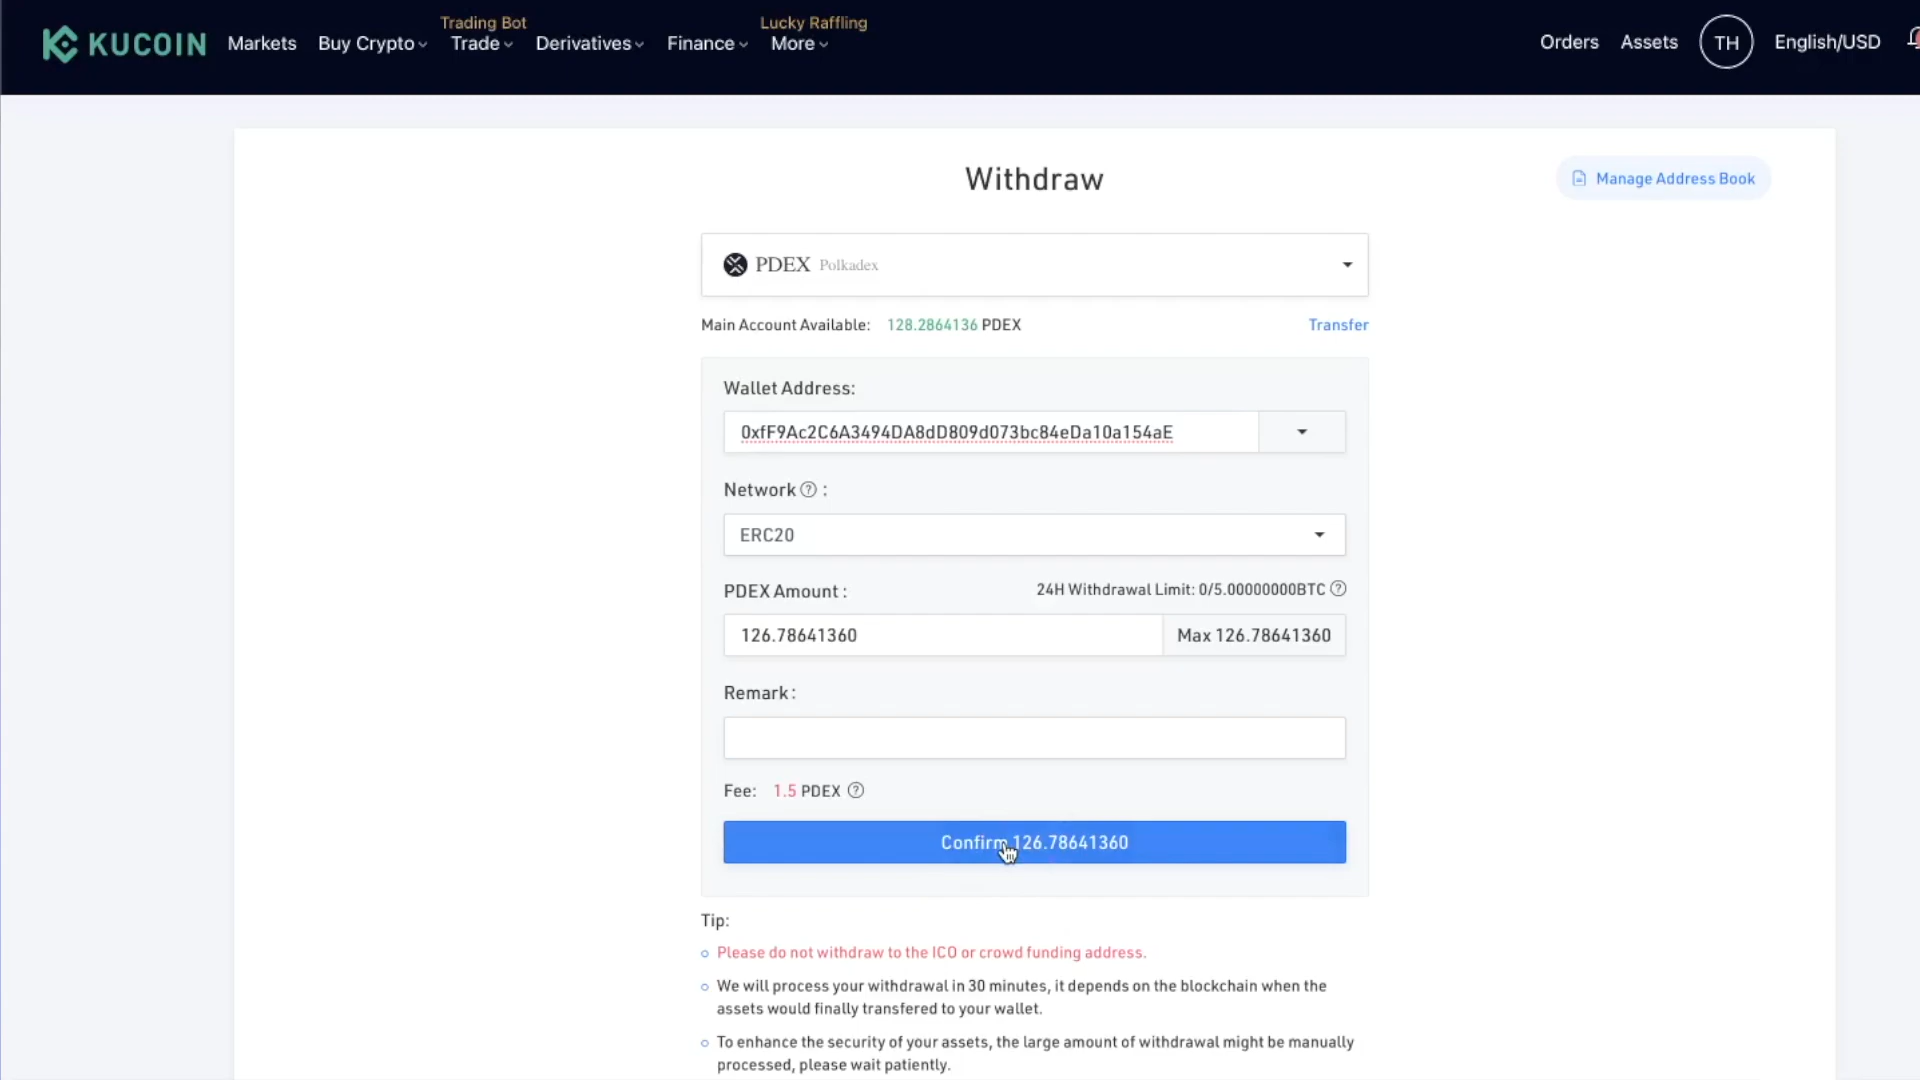 KUCOIN
Markets
Buy Crypto
Trading Bot
Trade
Derivatives
Finance
Lucky Raffling
More
Orders
Assets
TH
English/USD
Withdraw
Manage Address Book
PDEX Polkadex
Main Account Available: 128.2864136 PDEX
Transfer
Wallet Address:
0xfF9Ac2C6A3494DA8dD809d073bc84eDa10a154aE
Network ? :
ERC20
PDEX Amount :
24H Withdrawal Limit: 0/5.00000000BTC ?
126.78641360
Max 126.78641360
Remark :
Fee: 1.5 PDEX ?
Confirm 126.78641360
Tip:
Please do not withdraw to the ICO or crowd funding address.
We will process your withdrawal in 30 minutes, it depends on the blockchain when the
assets would finally transfered to your wallet.
To enhance the security of your assets, the large amount of withdrawal might be manually
processed, please wait patiently.